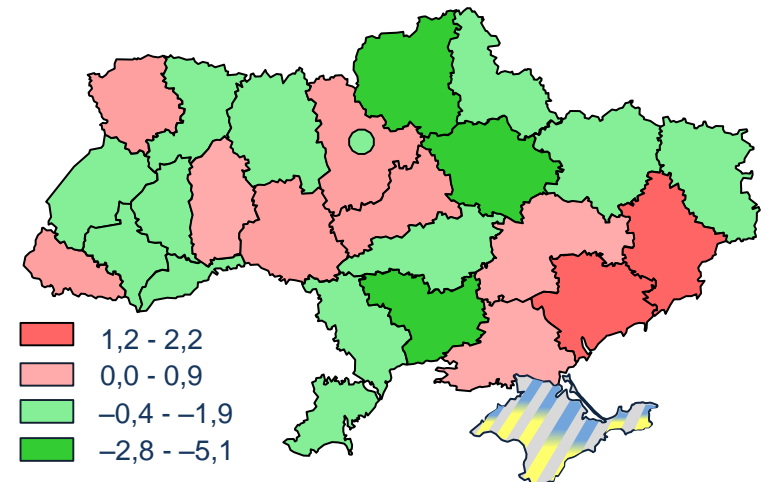 1,2 - 2,2
0,0 - 0,9
–0,4 - –1,9
–2,8 - –5,1